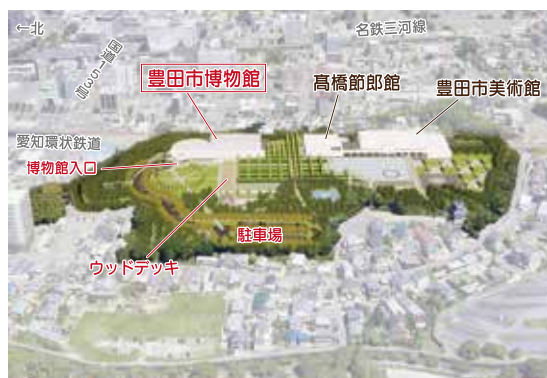 ←北
名鉄三河線
国道153号
豊田市博物館
髙橋節郎館
豊田市美術館
愛知環状鉄道
博物館入口
駐車場
ウッドデッキ